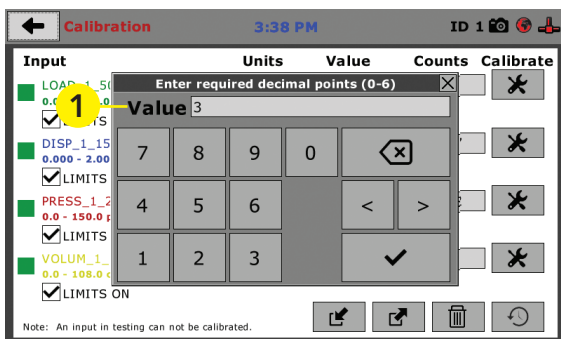 Calibration 3:38 PM ID 1
Input Units Value Counts Calibrate
LOAD_1_50
0.0
LIMITS
DISP_1_15
0.000 - 2.00
LIMITS
PRESS_1_2
0.0 - 150.0
LIMITS
VOLUM_1_
0.0 - 108.0
LIMITS ON
Enter required decimal points (0-6)
1
Value 3
7 8 9 0
4 5 6 < >
1 2 3
Note: An input in testing can not be calibrated.